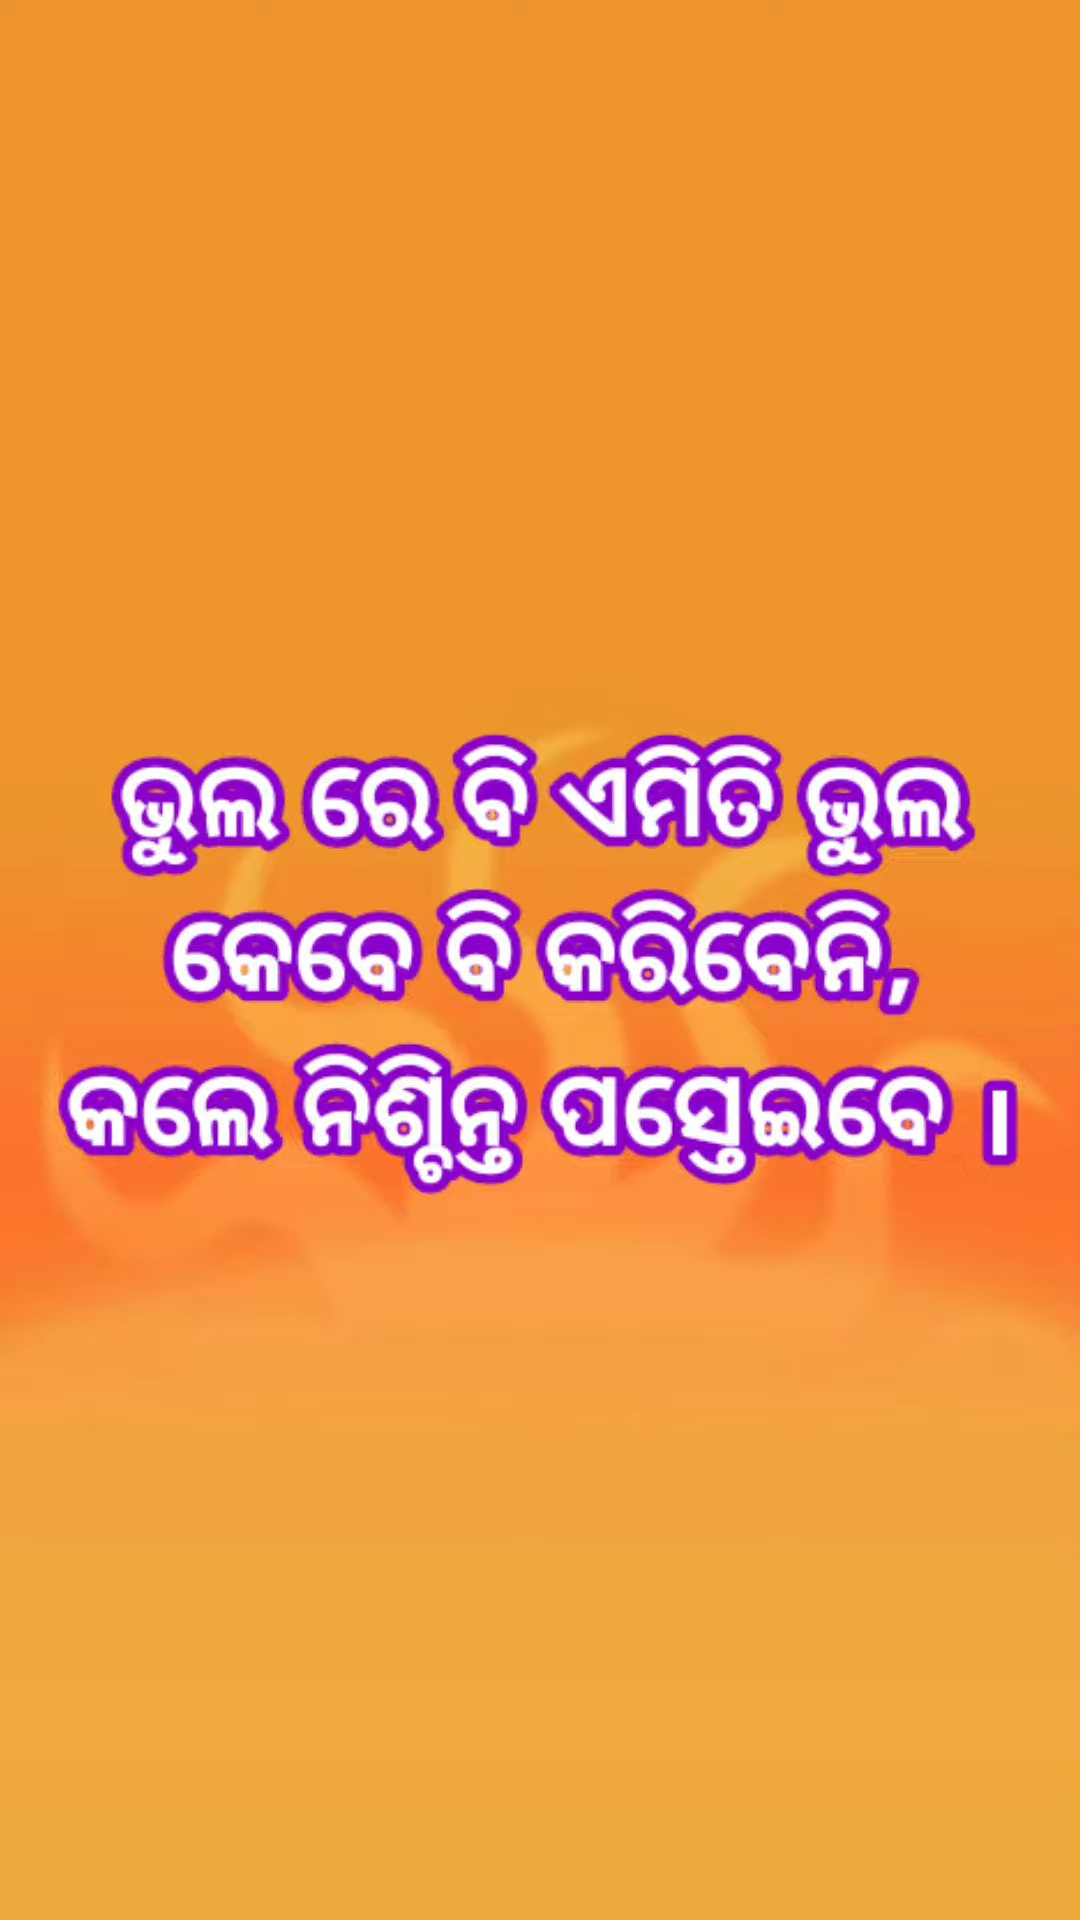 ଭୁଲ ରେ ବି ଏମିତି ଭୁଲ
କେବେ ବି କରିବେନି,
କଲେ ନିଶ୍ଚିନ୍ତ ପସ୍ତେଇବେ ।